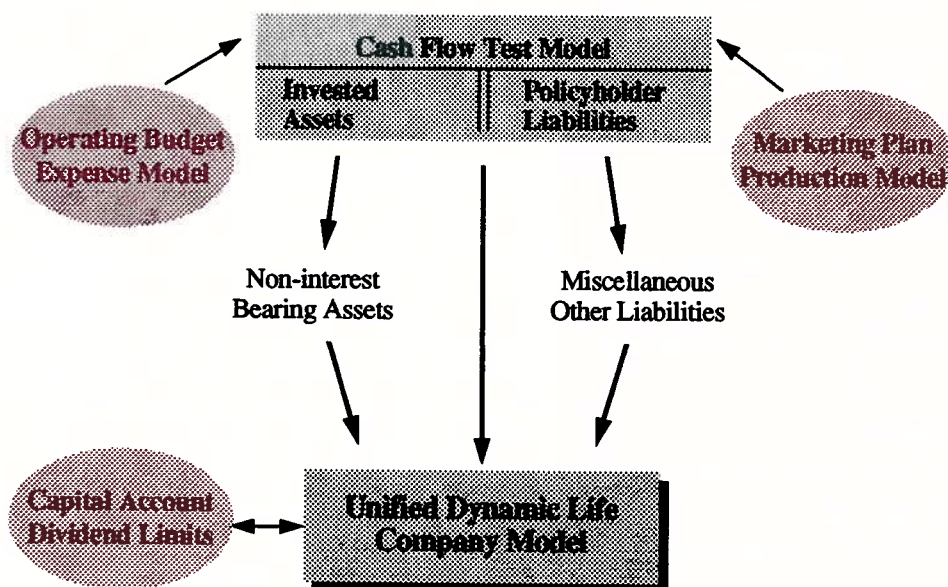 Cash Flow Test Model
Invested
Assets
Policyholder
Liabilities
Operating Budget
Expense Model
Marketing Plan
Production Model
Non-interest
Bearing Assets
Miscellaneous
Other Liabilities
Capital Account
Dividend Limits
Unified Dynamic Life
Company Model